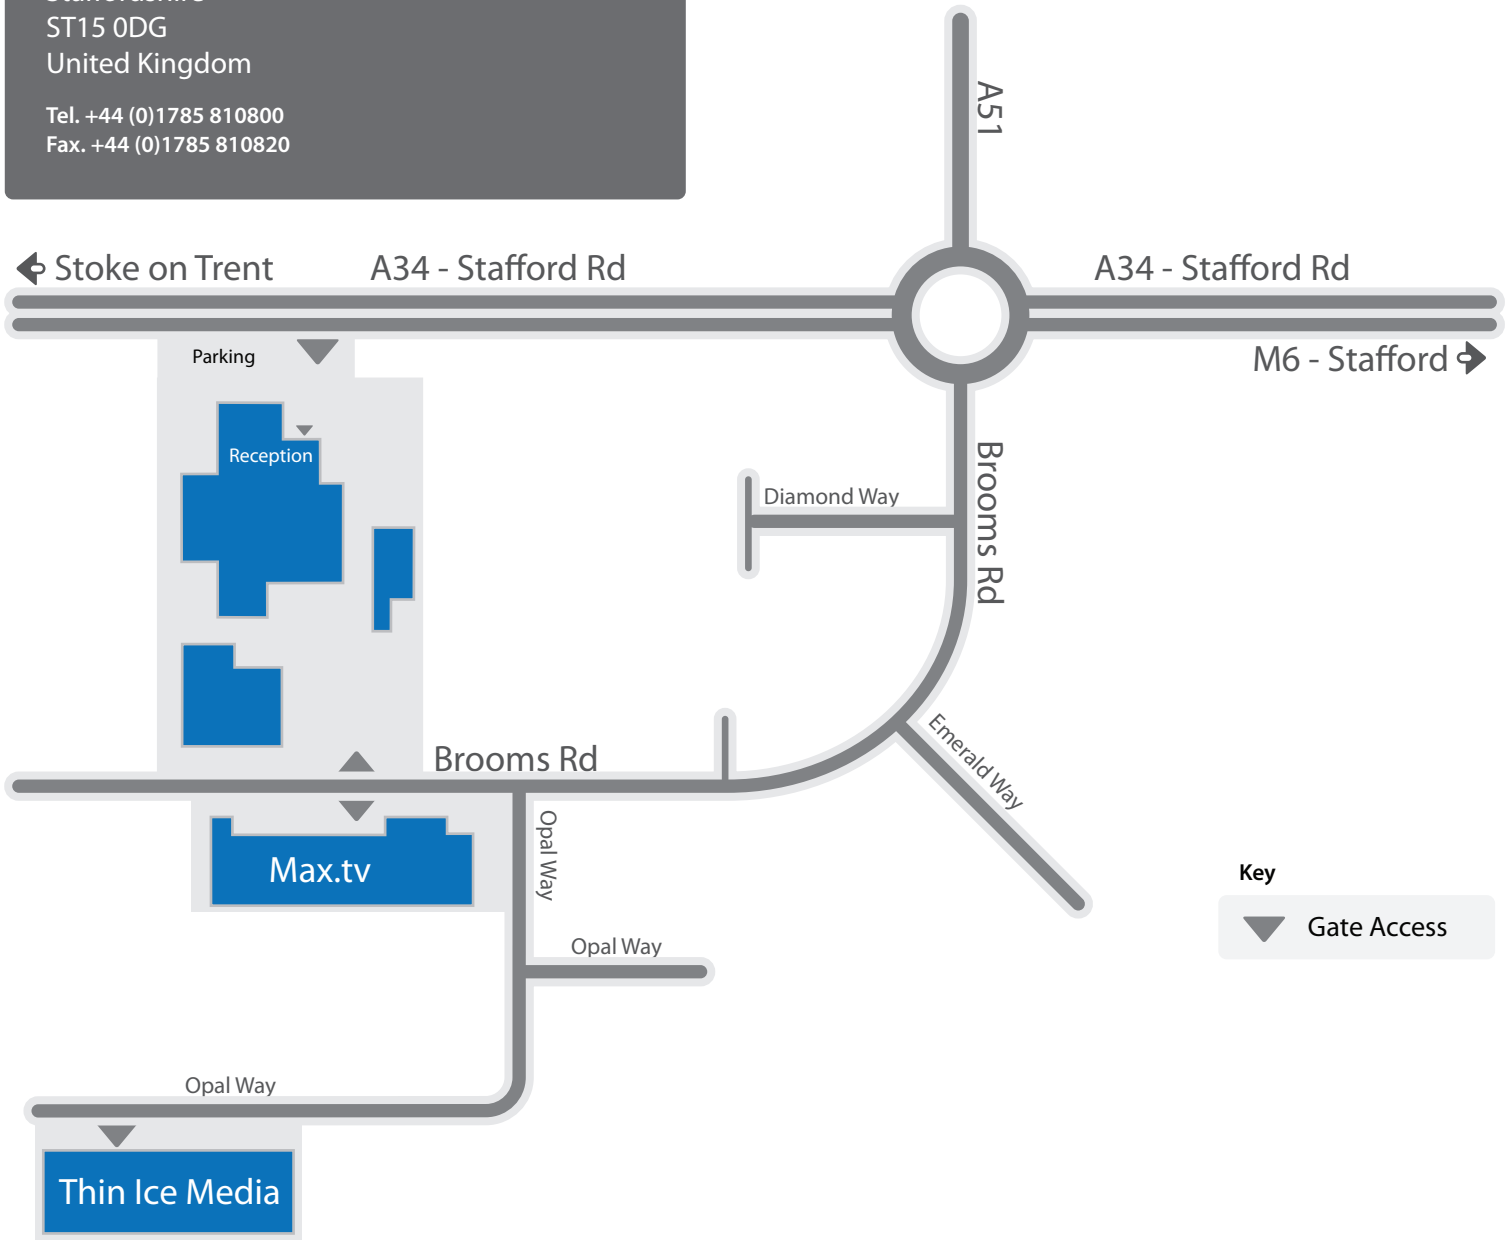 ST15 0DG
United Kingdom
Tel. +44 (0)1785 810800
Fax. +44 (0)1785 810820
A51
Stoke on Trent
A34 - Stafford Rd
A34 - Stafford Rd
Parking
M6 - Stafford
Reception
Diamond Way
Brooms Rd
Emerald Way
Brooms Rd
Opal Way
Max.tv
Key
Gate Access
Opal Way
Opal Way
Thin Ice Media